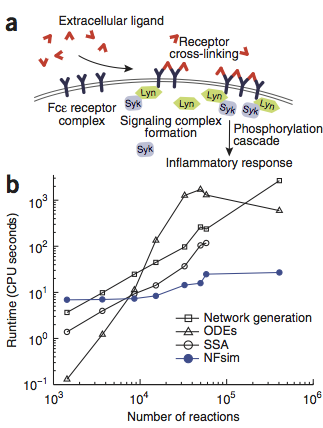 a
Extracellular ligand
Receptor
cross-linking
Lyn
Lyn
Syk
Lyn
Syk
Syk
Lyn
Fcε receptor
complex
Signaling complex
formation
Syk
Phosphorylation
cascade
Inflammatory response
b
Runtime (CPU seconds)
10³
10²
10¹
10⁰
10⁻¹
Network generation
ODEs
SSA
NFsim
10³
10⁴
10⁵
10⁶
Number of reactions